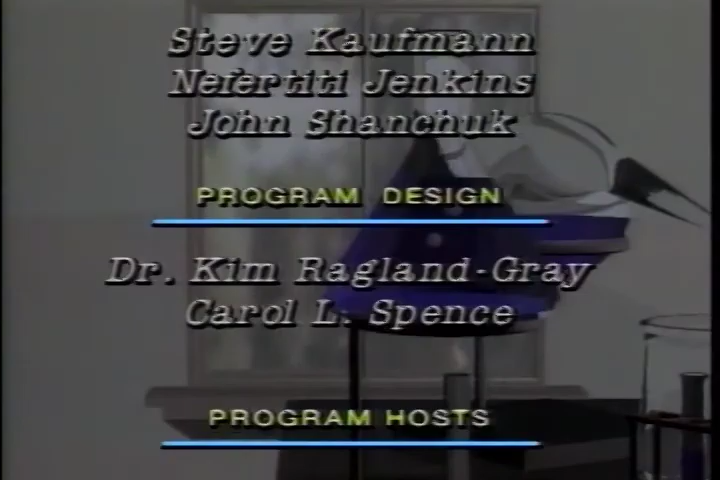 Steve Kaufmann
Nefertiti Jenkins
John Shanchuk
PROGRAM DESIGN
Dr. Kim Ragland-Gray
Carol L. Spence
PROGRAM HOSTS